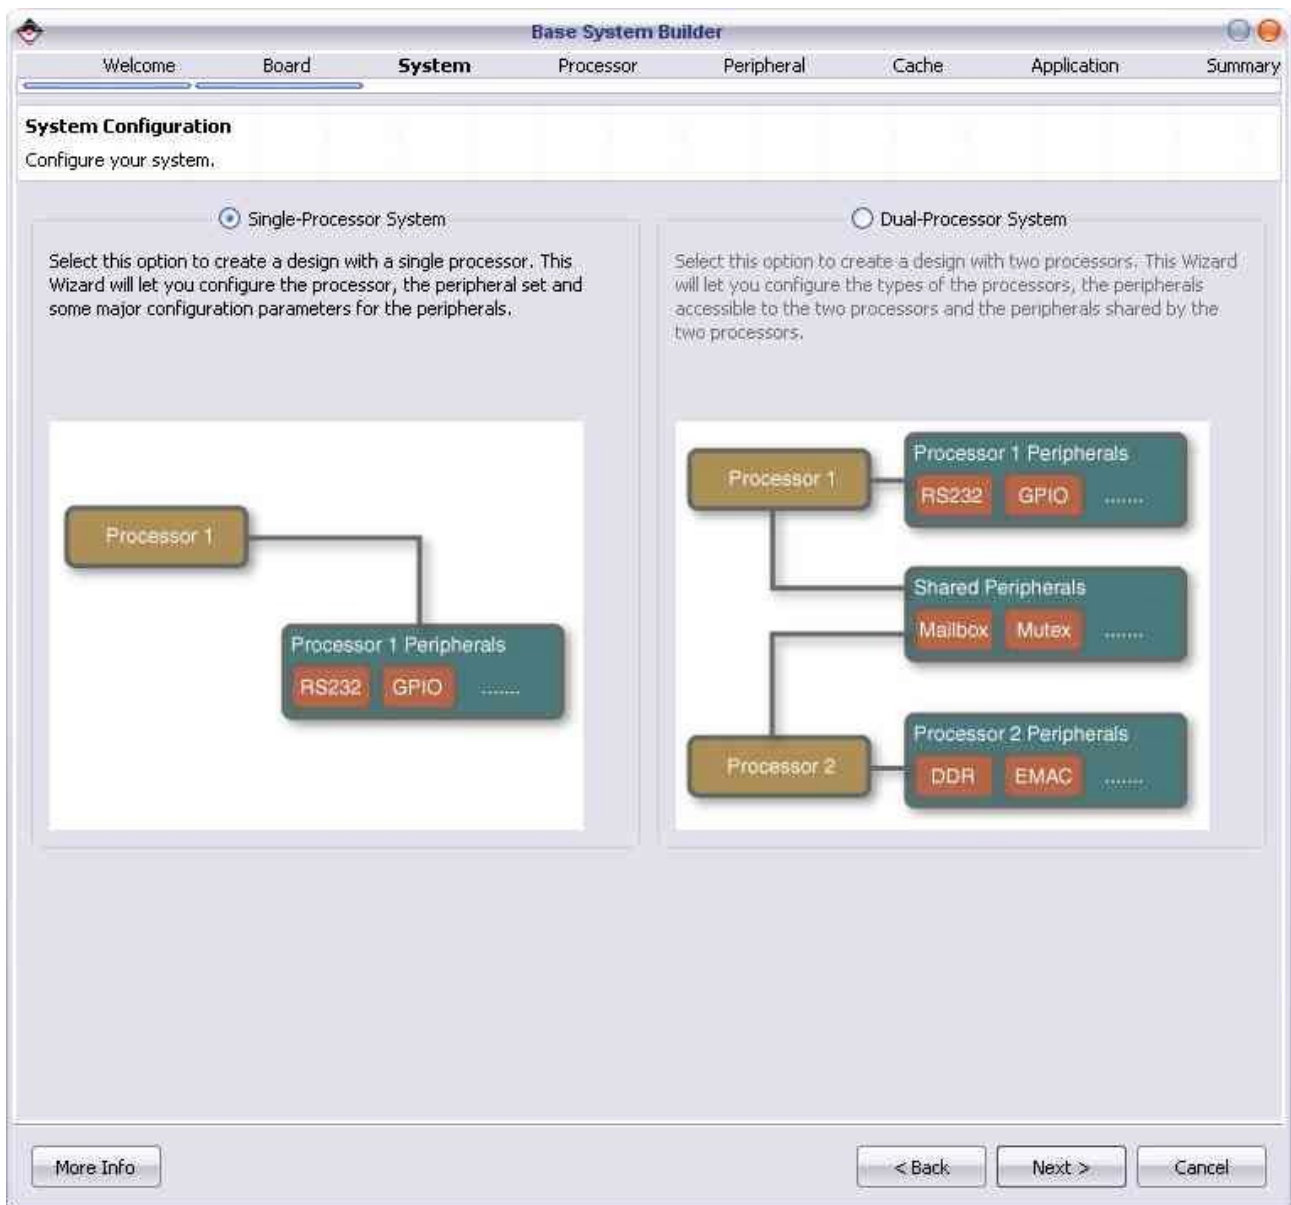 Base System Builder
Welcome Board System Processor Peripheral Cache Application Summary
System Configuration
Configure your system.
Single-Processor System
Select this option to create a design with a single processor. This
Wizard will let you configure the processor, the peripheral set and
some major configuration parameters for the peripherals.
Processor 1
Processor 1 Peripherals
RS232 GPIO .......
Dual-Processor System
Select this option to create a design with two processors. This Wizard
will let you configure the types of the processors, the peripherals
accessible to the two processors and the peripherals shared by the
two processors.
Processor 1
Processor 1 Peripherals
RS232 GPIO .......
Shared Peripherals
Mailbox Mutex .......
Processor 2
Processor 2 Peripherals
DDR EMAC .......
More Info < Back Next > Cancel